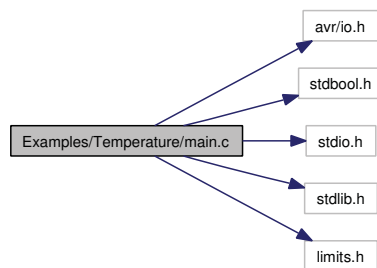 avr/io.h
stdbool.h
Examples/Temperature/main.c
stdio.h
stdlib.h
limits.h